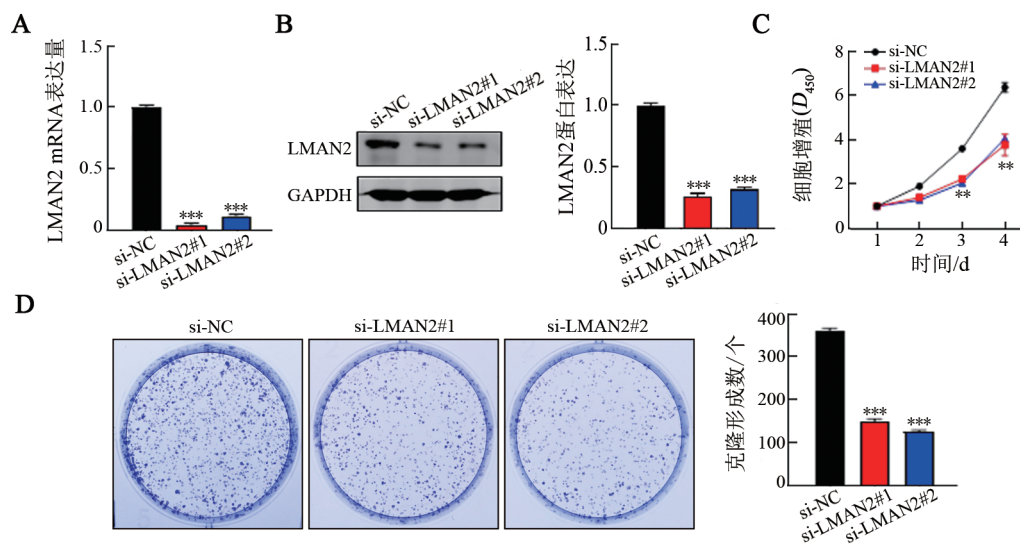 A
LMAN2 mRNA表达量
1.5
1.0
0.5
0
***
***
si-NC
si-LMAN2#1
si-LMAN2#2
B
si-NC
si-LMAN2#1
si-LMAN2#2
LMAN2
GAPDH
LMAN2蛋白表达
1.5
1.0
0.5
0
***
***
si-NC
si-LMAN2#1
si-LMAN2#2
C
细胞增殖(D450)
8
6
4
2
0
si-NC
si-LMAN2#1
si-LMAN2#2
**
**
1 2 3 4
时间/d
D
si-NC
si-LMAN2#1
si-LMAN2#2
克隆形成数/个
400
300
200
100
0
***
***
si-NC
si-LMAN2#1
si-LMAN2#2